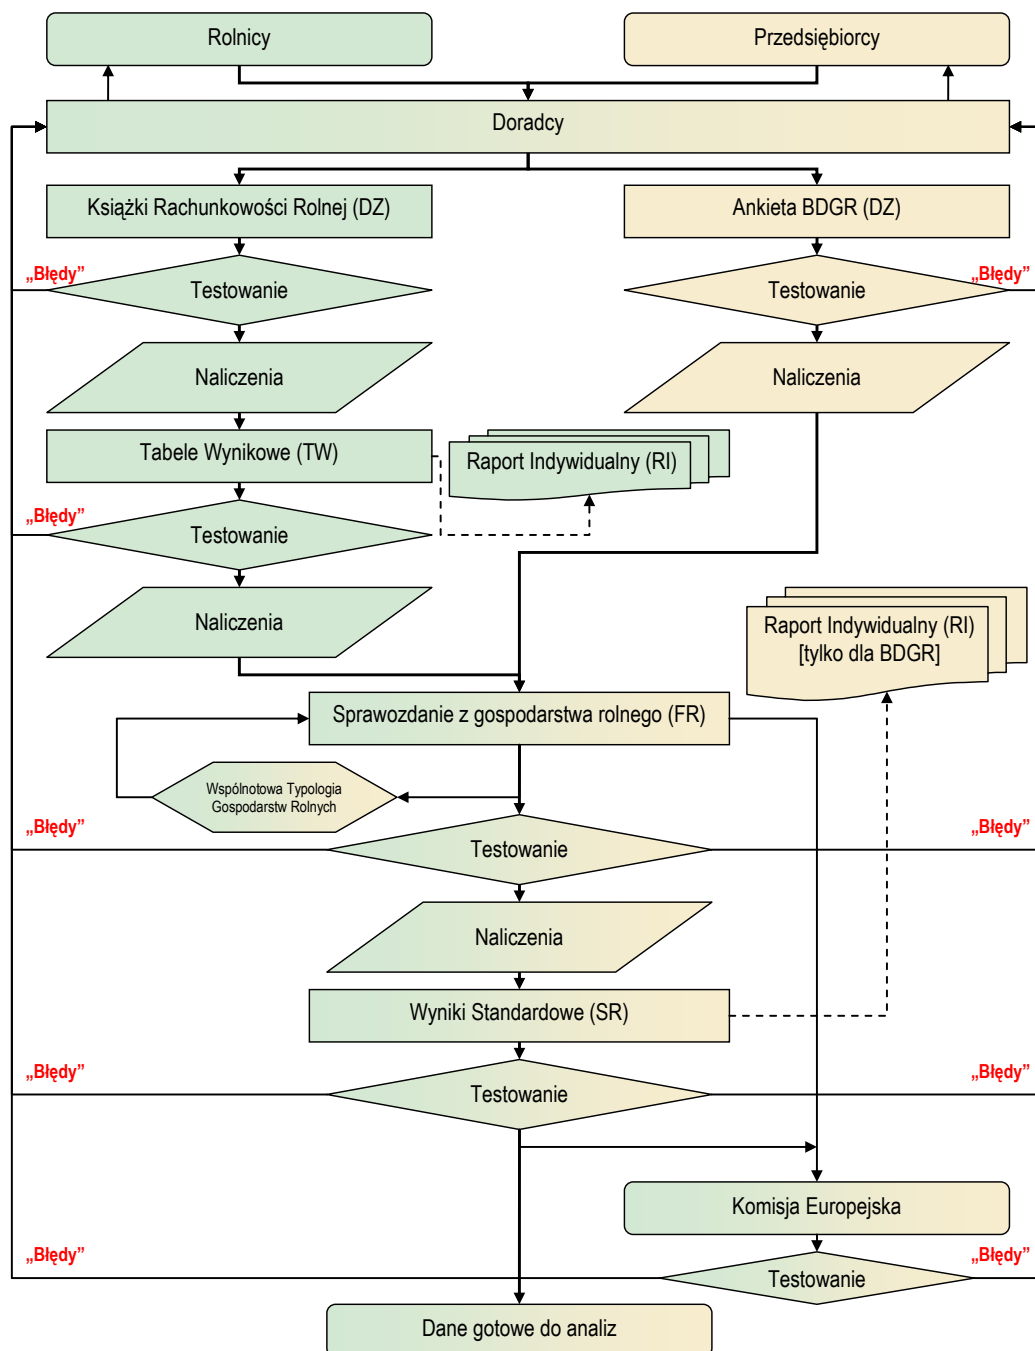 Rolnicy
Przedsiębiorcy
Doradcy
Książki Rachunkowości Rolnej (DZ)
Ankieta BDGR (DZ)
„Błędy”
Testowanie
Testowanie
„Błędy”
Naliczenia
Naliczenia
Tabele Wynikowe (TW)
Raport Indywidualny (RI)
„Błędy”
Testowanie
Naliczenia
Raport Indywidualny (RI)
[tylko dla BDGR]
Sprawozdanie z gospodarstwa rolnego (FR)
Wspólnotowa Typologia
Gospodarstw Rolnych
„Błędy”
Testowanie
„Błędy”
Naliczenia
Wyniki Standardowe (SR)
„Błędy”
Testowanie
„Błędy”
Komisja Europejska
„Błędy”
Testowanie
„Błędy”
Dane gotowe do analiz